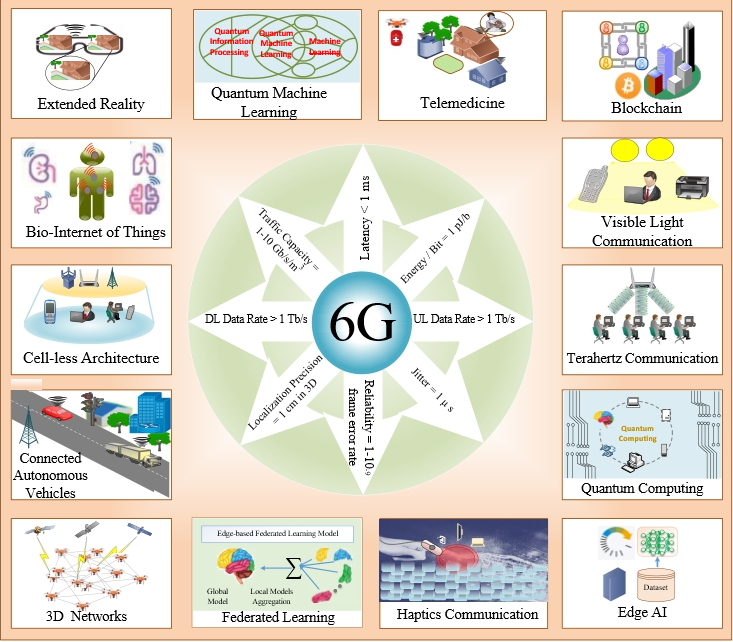 Extended Reality
Quantum
Information
Processing
Quantum
Machine
Learning
Machine
Learning
Quantum Machine
Learning
Telemedicine
Blockchain
Bio-Internet of Things
Visible Light
Communication
Cell-less Architecture
Terahertz Communication
Connected
Autonomous
Vehicles
Quantum
Computing
Quantum Computing
3D Networks
Edge-based Federated Learning Model
Global
Model
Local Models
Aggregation
∑
Federated Learning
Haptics Communication
Dataset
Edge AI
6G
Latency < 1 ms
Energy / Bit = 1 pJ/b
UL Data Rate > 1 Tb/s
Jitter = 1 µ s
Reliability = 1-10-9
frame error rate
Localization Precision
= 1 cm in 3D
DL Data Rate > 1 Tb/s
Traffic Capacity =
1-10 Gb/s/m3